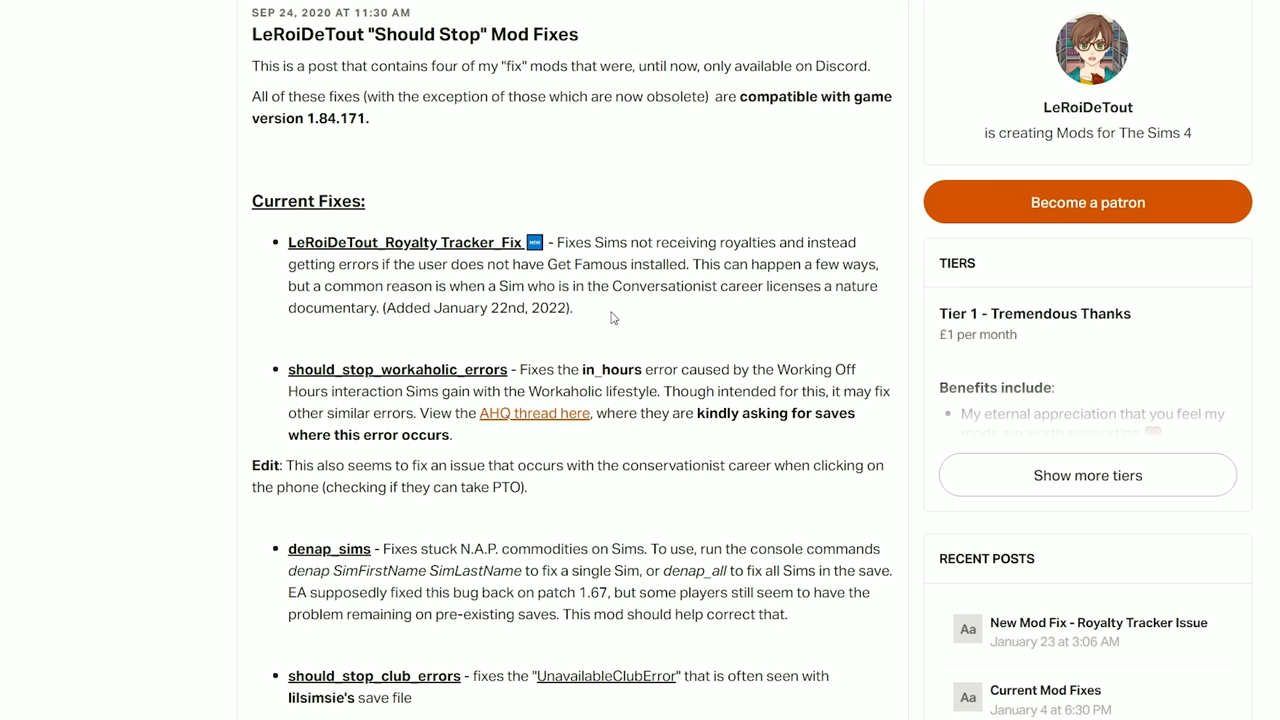 SEP 24, 2020 AT 11:30 AM
LeRoiDeTout "Should Stop" Mod Fixes
This is a post that contains four of my "fix" mods that were, until now, only available on Discord.
All of these fixes (with the exception of those which are now obsolete) are compatible with game
version 1.84.171.
Current Fixes:
• LeRoiDeTout_Royalty Tracker_Fix NEW - Fixes Sims not receiving royalties and instead
getting errors if the user does not have Get Famous installed. This can happen a few ways,
but a common reason is when a Sim who is in the Conversationist career licenses a nature
documentary. (Added January 22nd, 2022).
• should_stop_workaholic_errors - Fixes the in_hours error caused by the Working Off
Hours interaction Sims gain with the Workaholic lifestyle. Though intended for this, it may fix
other similar errors. View the AHQ thread here, where they are kindly asking for saves
where this error occurs.
Edit: This also seems to fix an issue that occurs with the conservationist career when clicking on
the phone (checking if they can take PTO).
• denap_sims - Fixes stuck N.A.P. commodities on Sims. To use, run the console commands
denap SimFirstName SimLastName to fix a single Sim, or denap_all to fix all Sims in the save.
EA supposedly fixed this bug back on patch 1.67, but some players still seem to have the
problem remaining on pre-existing saves. This mod should help correct that.
• should_stop_club_errors - fixes the "UnavailableClubError" that is often seen with
lilsimsie's save file
LeRoiDeTout
is creating Mods for The Sims 4
Become a patron
TIERS
Tier 1 - Tremendous Thanks
£1 per month
Benefits include:
• My eternal appreciation that you feel my
mods are worth supporting
Show more tiers
RECENT POSTS
Aa
New Mod Fix - Royalty Tracker Issue
January 23 at 3:06 AM
Aa
Current Mod Fixes
January 4 at 6:30 PM